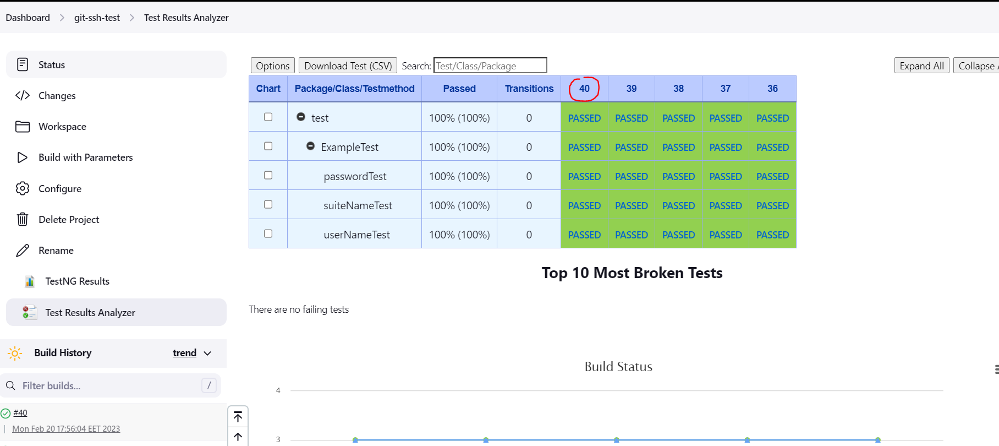 Dashboard > git-ssh-test > Test Results Analyzer
Status
Changes
Workspace
Build with Parameters
Configure
Delete Project
Rename
TestNG Results
Test Results Analyzer
Build History trend
Filter builds... /
#40
Mon Feb 20 17:56:04 EET 2023
Options Download Test (CSV) Search: Test/Class/Package Expand All Collapse
Chart Package/Class/Testmethod Passed Transitions 40 39 38 37 36
test 100% (100%) 0 PASSED PASSED PASSED PASSED PASSED
ExampleTest 100% (100%) 0 PASSED PASSED PASSED PASSED PASSED
passwordTest 100% (100%) 0 PASSED PASSED PASSED PASSED PASSED
suiteNameTest 100% (100%) 0 PASSED PASSED PASSED PASSED PASSED
userNameTest 100% (100%) 0 PASSED PASSED PASSED PASSED PASSED
Top 10 Most Broken Tests
There are no failing tests
Build Status
4
3